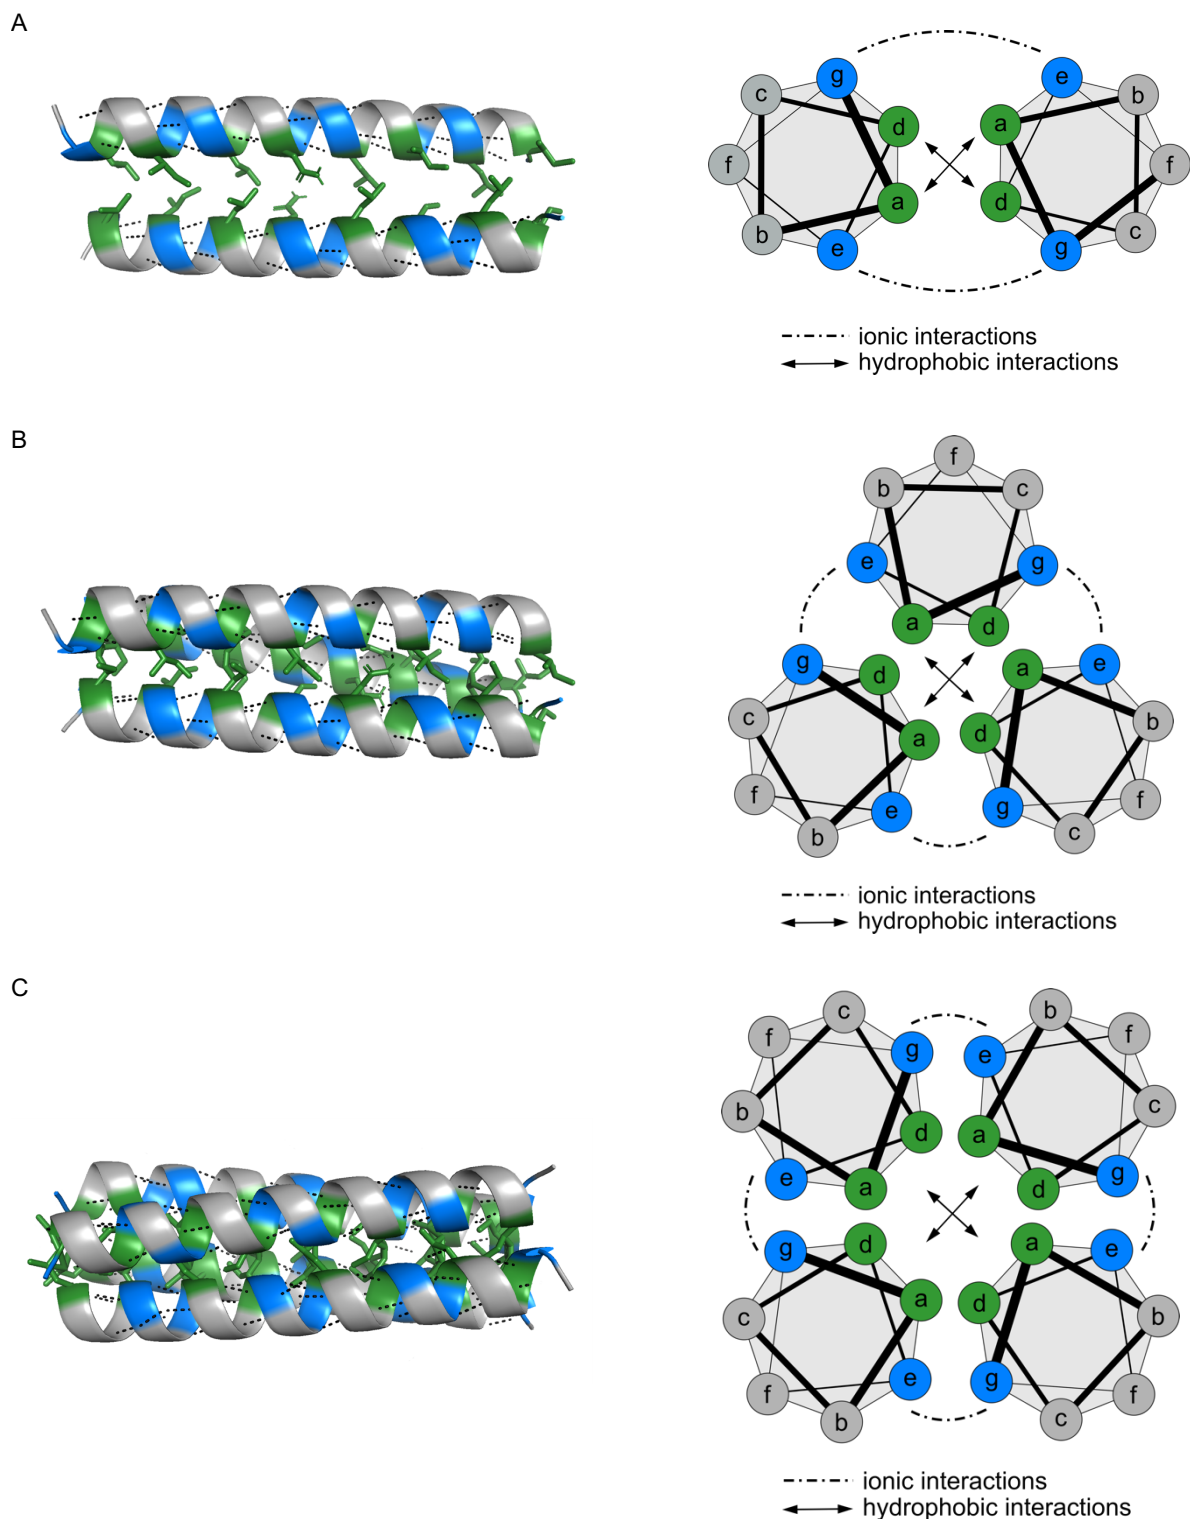 A
g e
c b
d a
f f
a d
b c
e g
ionic interactions
hydrophobic interactions
B
f
b c
e g
a d
g d a e
c d b
a
f e g f
b c
ionic interactions
hydrophobic interactions
C
c b
f g e f
b d a c
e a d g
g d a e
c a d b
f e g f
b c
ionic interactions
hydrophobic interactions